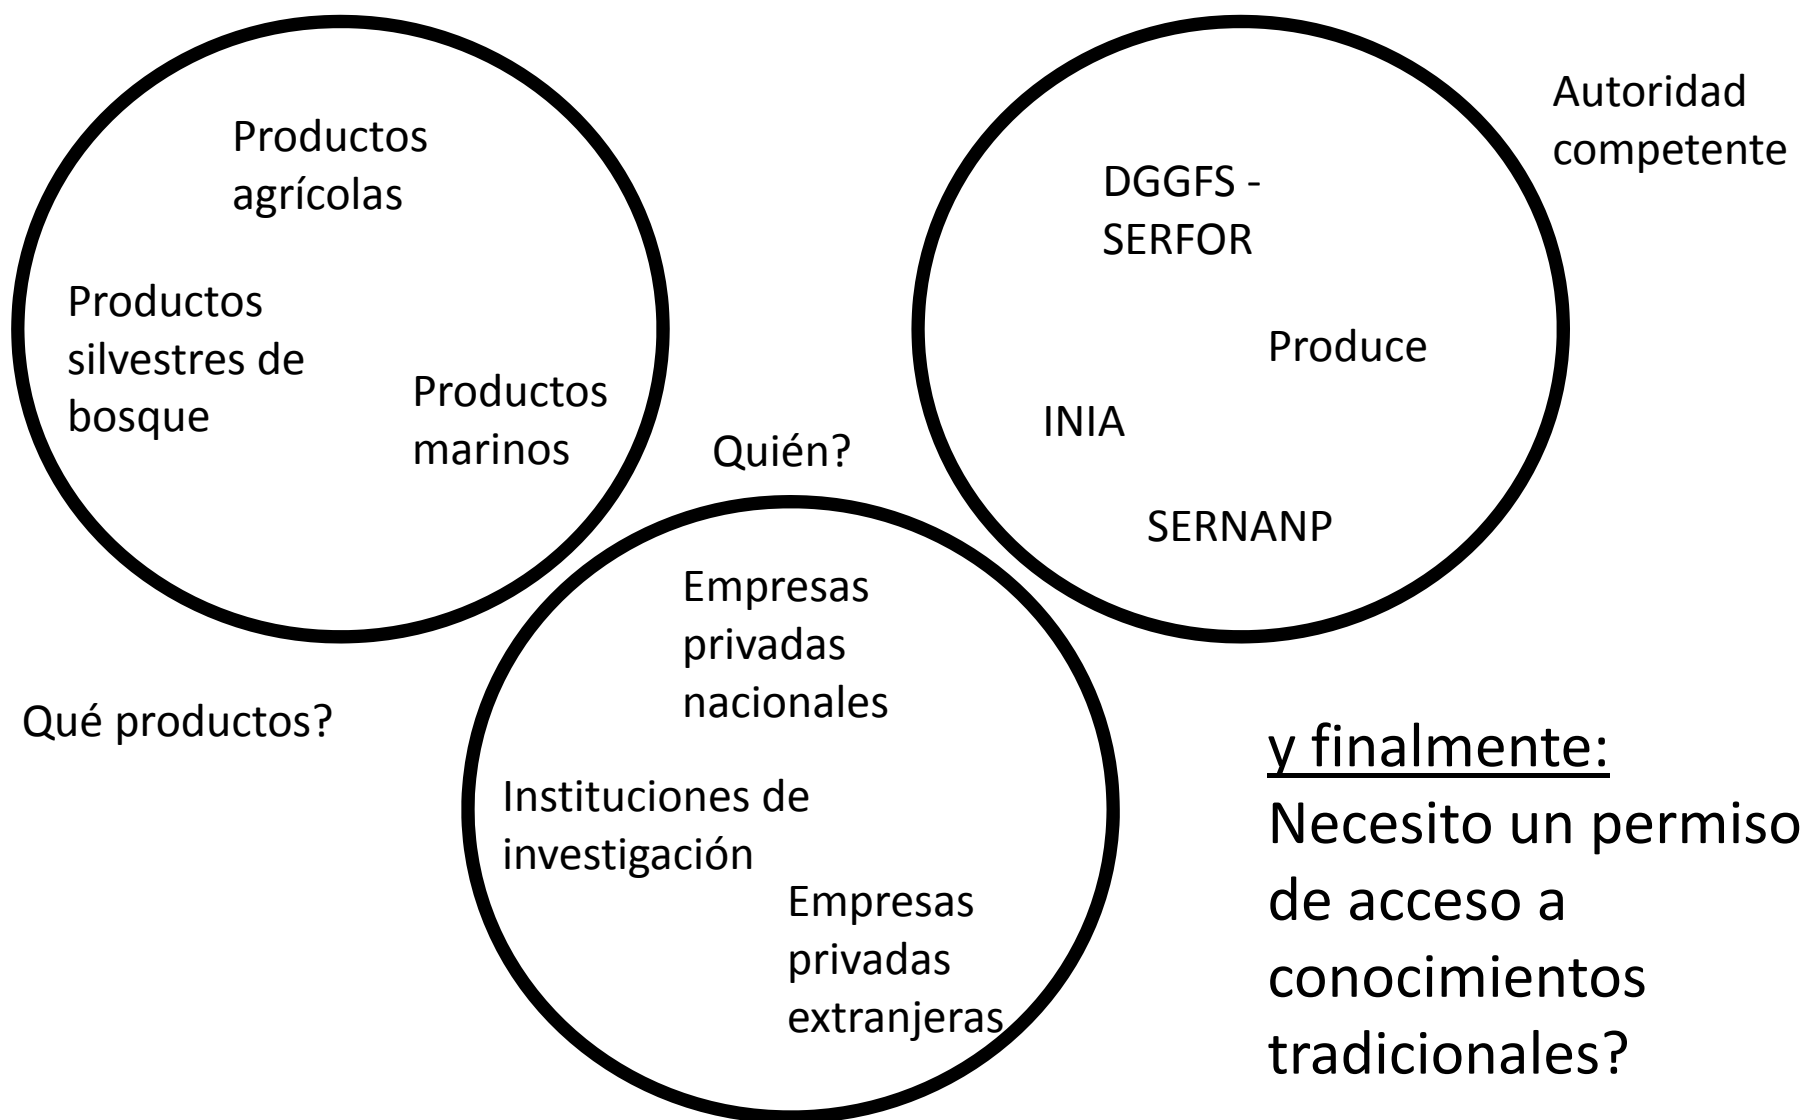 Productos
agrícolas
Productos
silvestres de
bosque
Productos
marinos
Qué productos?
Quién?
Empresas
privadas
nacionales
Instituciones de
investigación
Empresas
privadas
extranjeras
Autoridad
competente
DGGFS -
SERFOR
Produce
INIA
SERNANP
y finalmente:
Necesito un permiso
de acceso a
conocimientos
tradicionales?